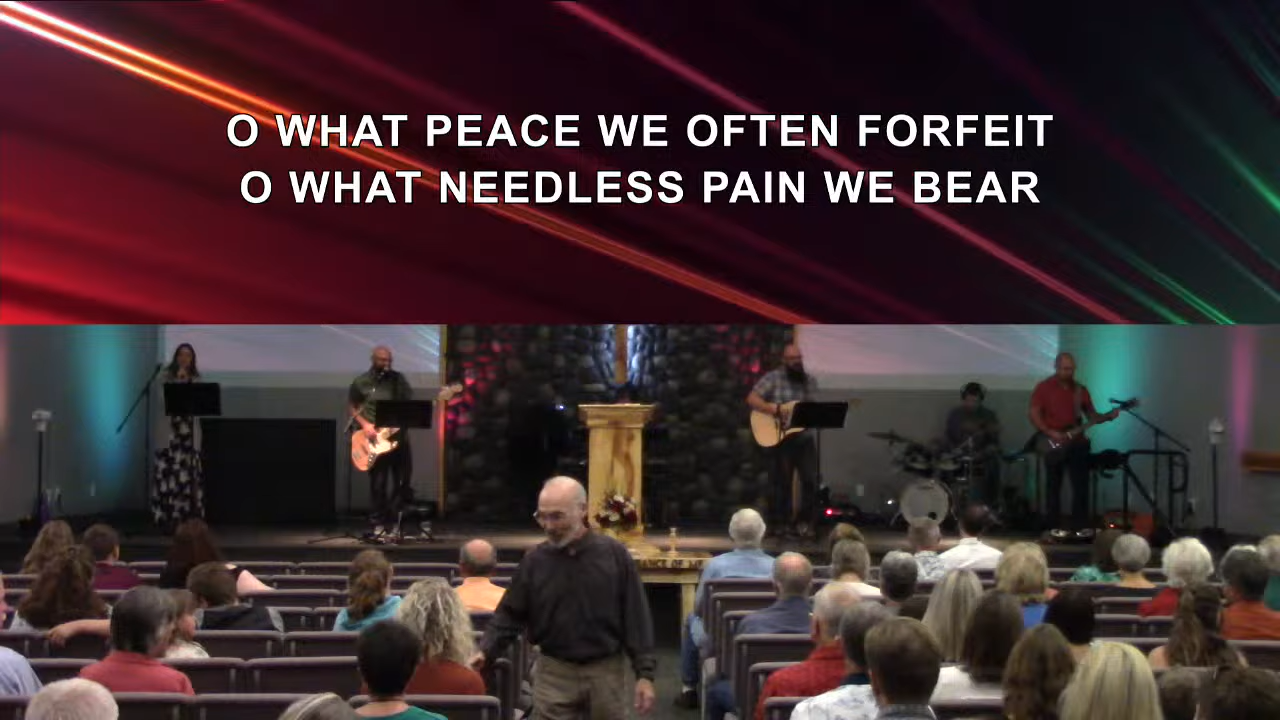 O WHAT PEACE WE OFTEN FORFEIT
O WHAT NEEDLESS PAIN WE BEAR